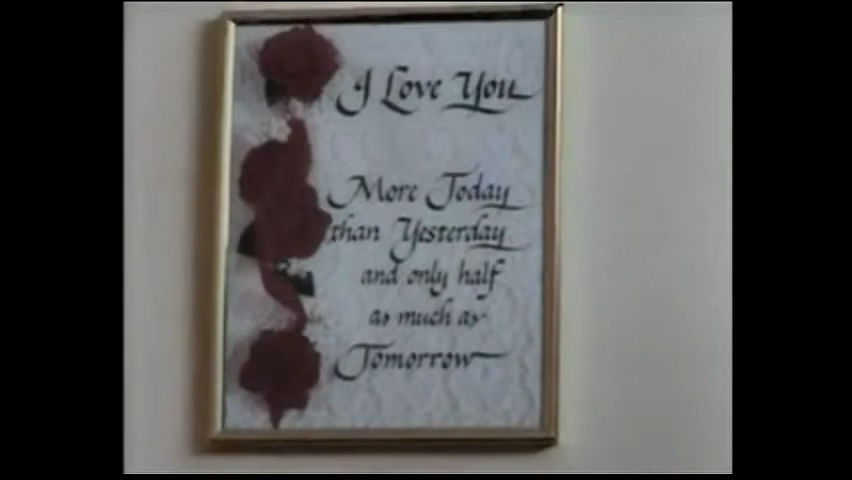 I Love You
More Today
than Yesterday
and only half
as much as
Tomorrow